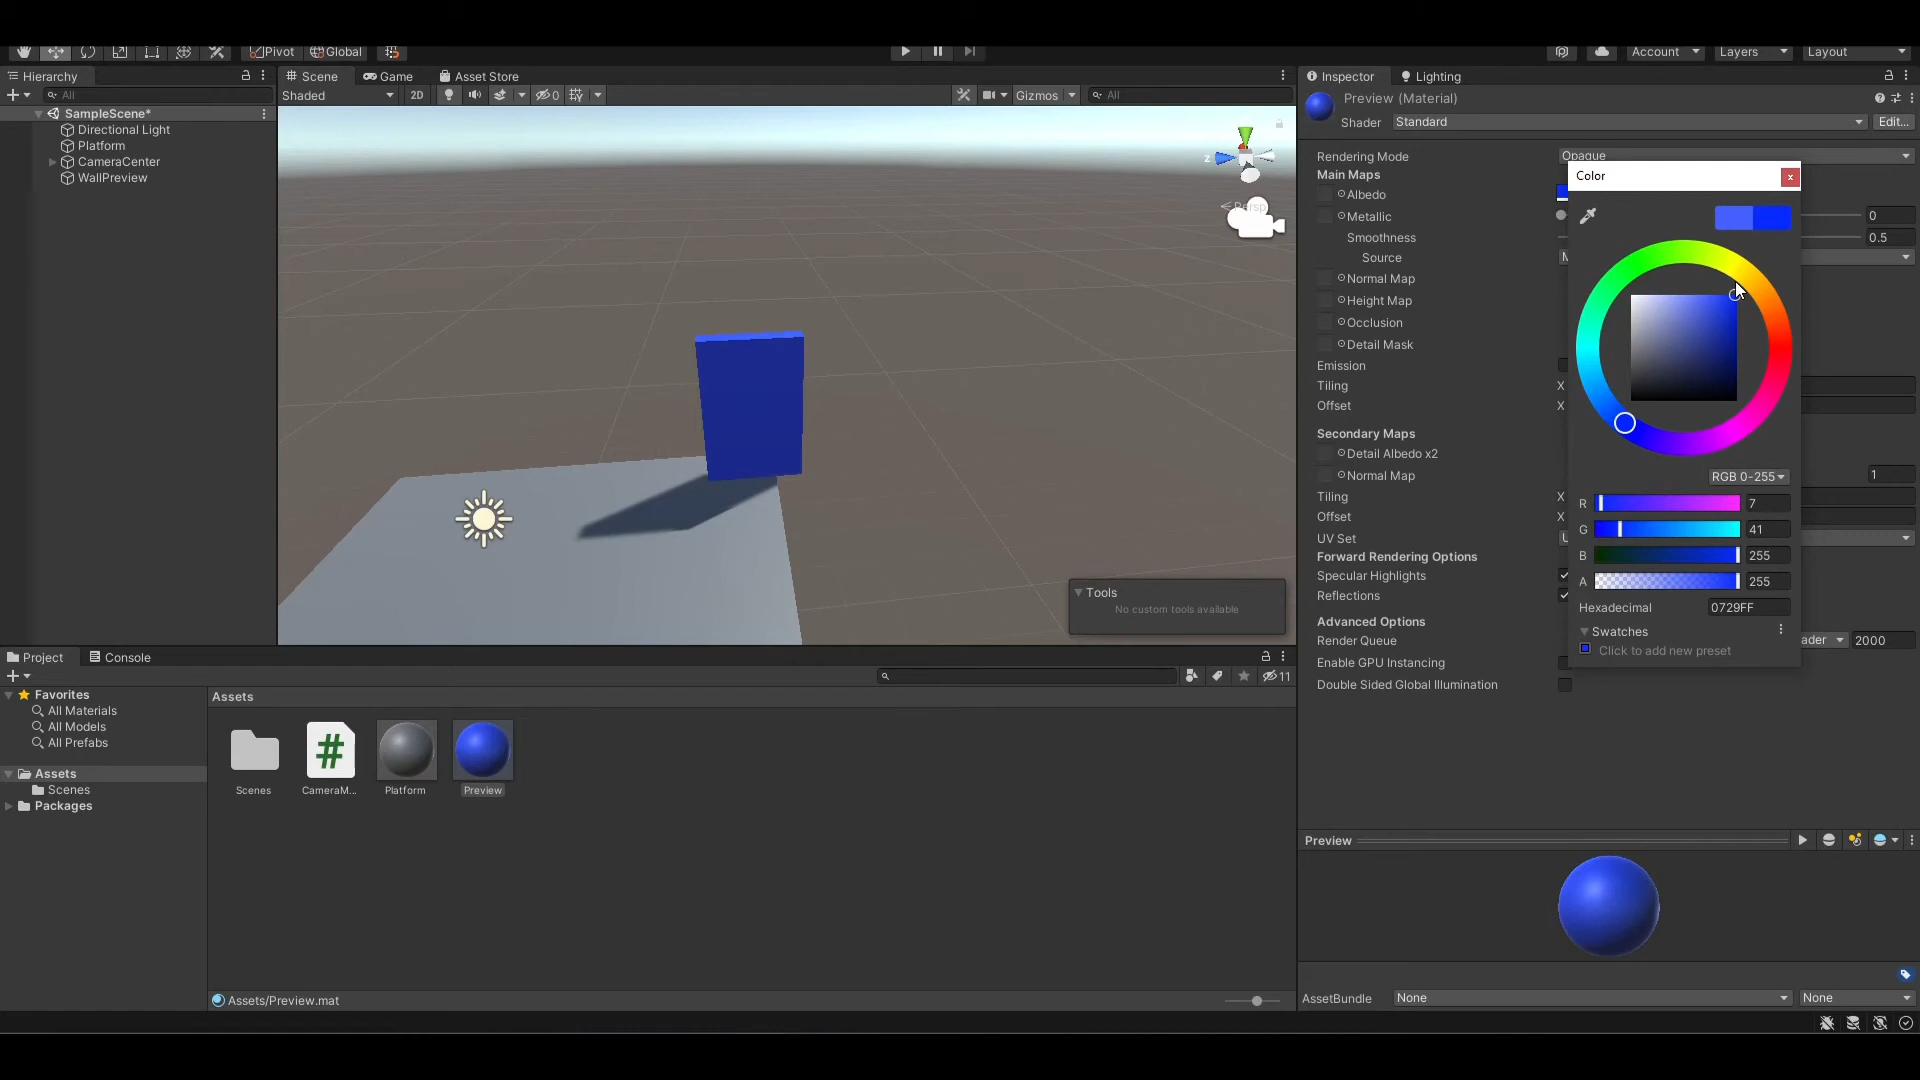 Pivot
Global
Account
Layers
Layout
Hierarchy
All
SampleScene*
Directional Light
Platform
CameraCenter
WallPreview
Scene
Game
Asset Store
Shaded
2D
0
Gizmos
All
z
< Persp
Tools
No custom tools available
Inspector
Lighting
Preview (Material)
Shader
Standard
Edit...
Rendering Mode
Opaque
Main Maps
Albedo
Metallic
0
Smoothness
0.5
Source
Normal Map
Height Map
Occlusion
Detail Mask
Emission
Tiling
X
Offset
X
Secondary Maps
Detail Albedo x2
Normal Map
1
Tiling
X
Offset
X
UV Set
Forward Rendering Options
Specular Highlights
Reflections
Advanced Options
Render Queue
2000
Enable GPU Instancing
Double Sided Global Illumination
Color
x
RGB 0-255
R
7
G
41
B
255
A
255
Hexadecimal
0729FF
Swatches
Click to add new preset
Project
Console
11
Favorites
All Materials
All Models
All Prefabs
Assets
Scenes
Packages
Assets
Scenes
#
CameraM...
Platform
Preview
Assets/Preview.mat
Preview
AssetBundle
None
None